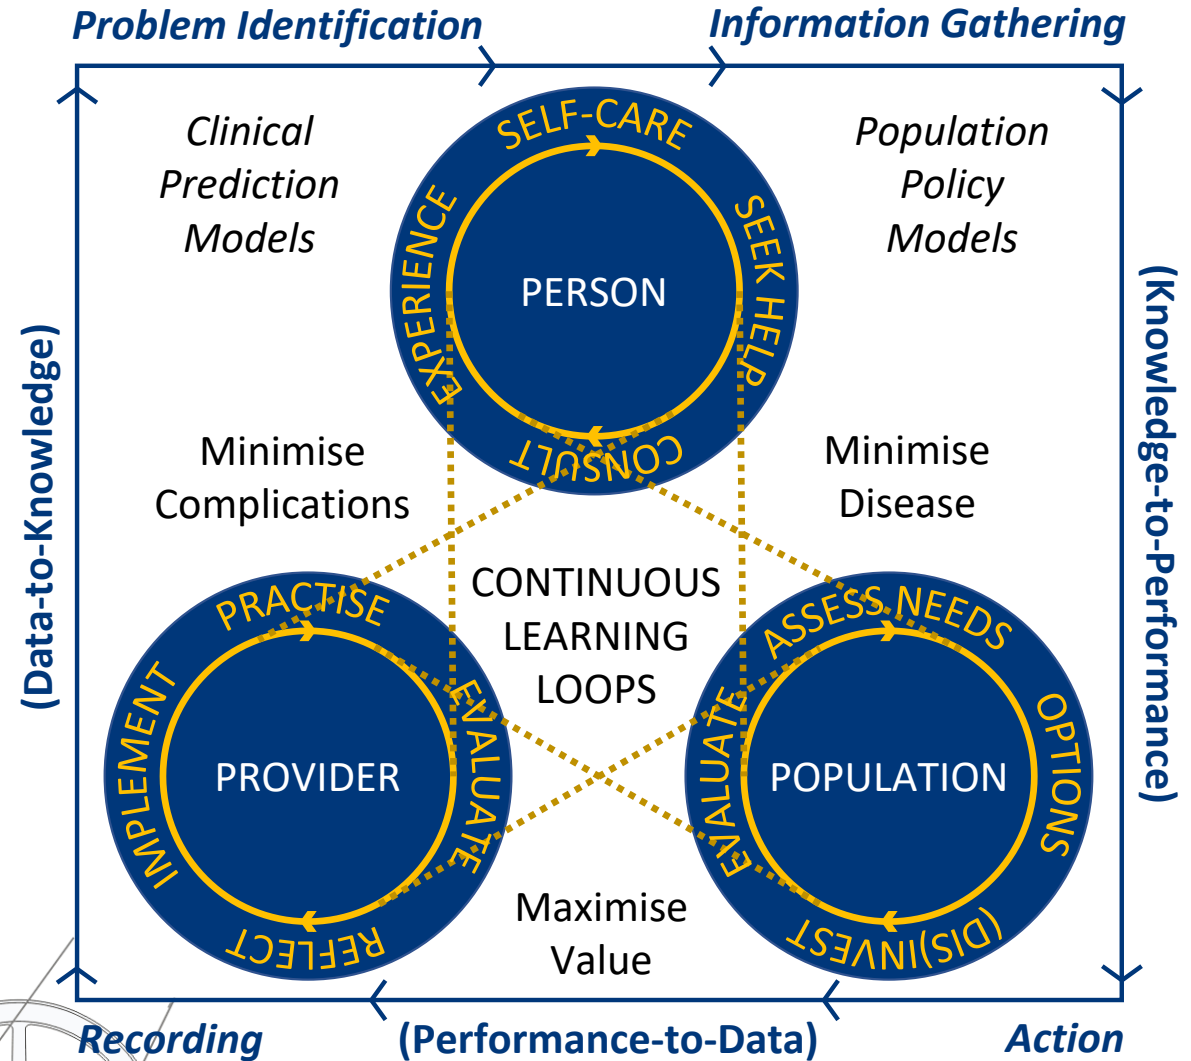 Problem Identification
Information Gathering
Clinical
Prediction
Models
Population
Policy
Models
SELF-CARE
SEEK HELP
CONSULT
EXPERIENCE
PERSON
(Data-to-Knowledge)
(Knowledge-to-Performance)
Minimise
Complications
Minimise
Disease
CONTINUOUS
LEARNING
LOOPS
PRACTISE
EVALUATE
REFLECT
IMPLEMENT
PROVIDER
ASSESS NEEDS
OPTIONS
(DIS)INVEST
EVALUATE
POPULATION
Maximise
Value
Recording
(Performance-to-Data)
Action